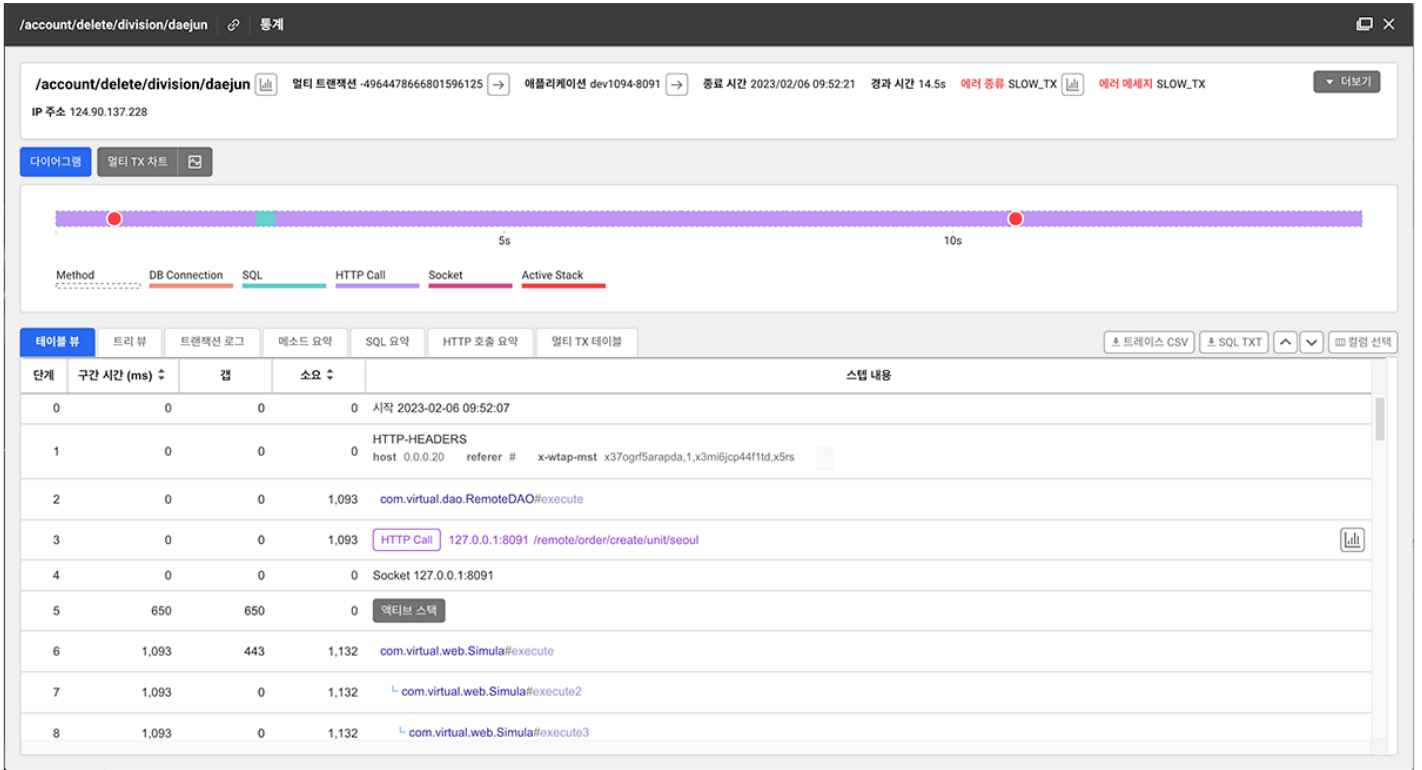 /account/delete/division/daejun 통계
/account/delete/division/daejun 멀티 트랜잭션 -4964478666801596125 애플리케이션 dev1094-8091 종료 시간 2023/02/06 09:52:21 경과 시간 14.5s 에러 종류 SLOW_TX 에러 메세지 SLOW_TX 더보기
IP 주소 124.90.137.228
다이어그램 멀티 TX 차트
5s 10s
Method DB Connection SQL HTTP Call Socket Active Stack
테이블 뷰 트리 뷰 트랜잭션 로그 메소드 요약 SQL 요약 HTTP 호출 요약 멀티 TX 테이블 트레이스 CSV SQL TXT 컬럼 선택
단계 구간 시간 (ms) 갭 소요 스텝 내용
0 0 0 0 시작 2023-02-06 09:52:07
1 0 0 0 HTTP-HEADERS
host 0.0.0.20 referer # x-wtap-mst x37ogrf5arapda,1,x3mi6jcp44f1td,x5rs
2 0 0 1,093 com.virtual.dao.RemoteDAO#execute
3 0 0 1,093 HTTP Call 127.0.0.1:8091 /remote/order/create/unit/seoul
4 0 0 0 Socket 127.0.0.1:8091
5 650 650 0 액티브 스택
6 1,093 443 1,132 com.virtual.web.Simula#execute
7 1,093 0 1,132 com.virtual.web.Simula#execute2
8 1,093 0 1,132 com.virtual.web.Simula#execute3